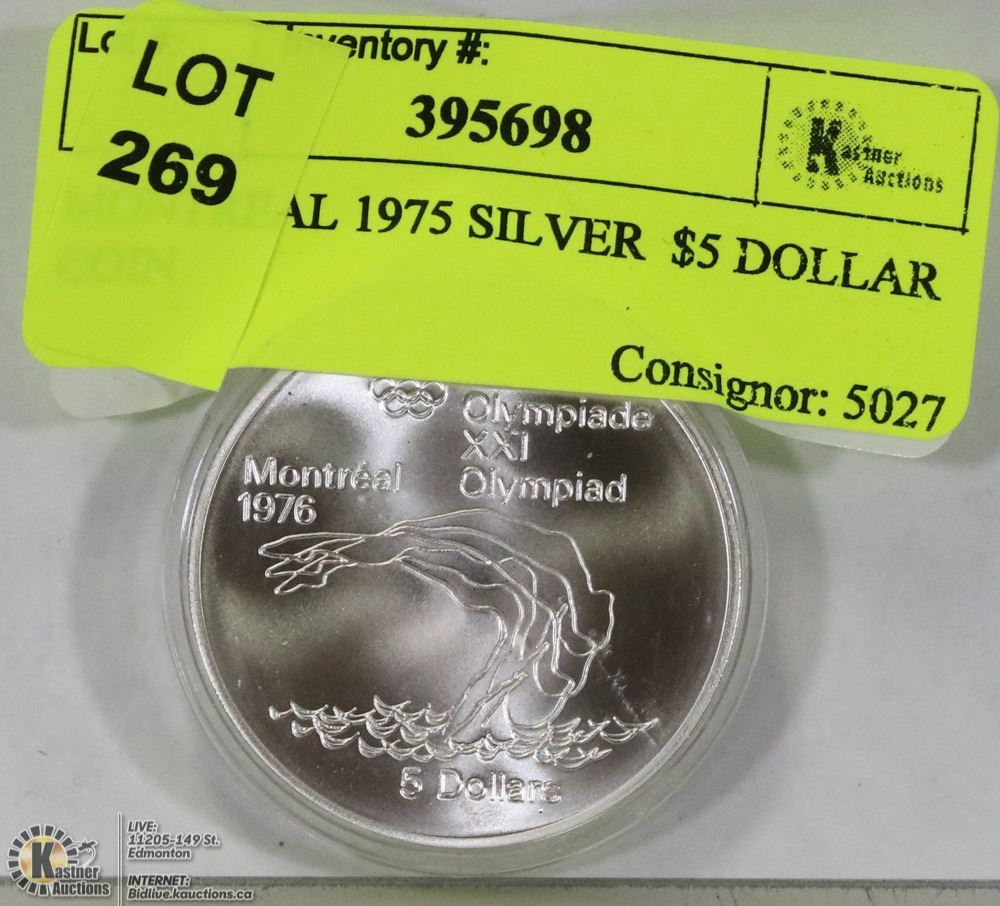 LOT
269
Inventory #:
395698
Kastner
Auctions
MONTREAL 1975 SILVER $5 DOLLAR
COIN
Consignor: 5027
Olympiade
XXI
Olympiad
Montréal
1976
5 Dollars
Kastner
Auctions
LIVE:
11205-149 St.
Edmonton
INTERNET:
Bidlive.kauctions.ca